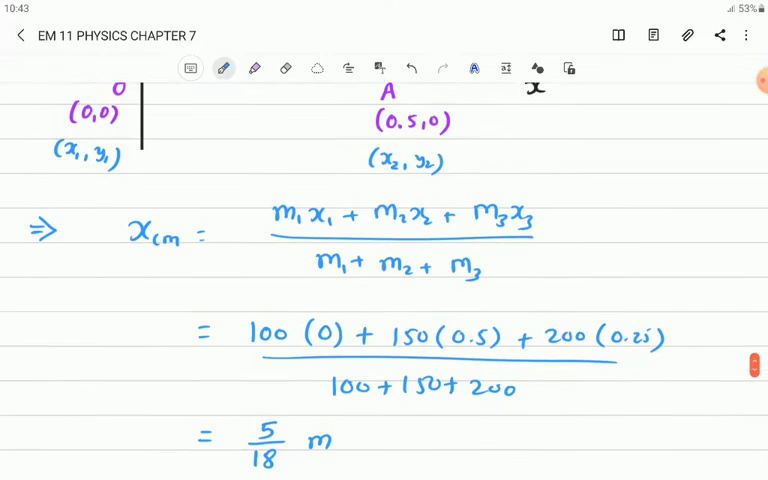 10:43 53%
EM 11 PHYSICS CHAPTER 7
O A x
(0,0) (0.5,0)
(x₁, y₁) (x₂, y₂)
⇒ x_cm = (m₁x₁ + m₂x₂ + m₃x₃) / (m₁ + m₂ + m₃)
= (100 (0) + 150 (0.5) + 200 (0.25)) / (100 + 150 + 200)
= 5/18 m